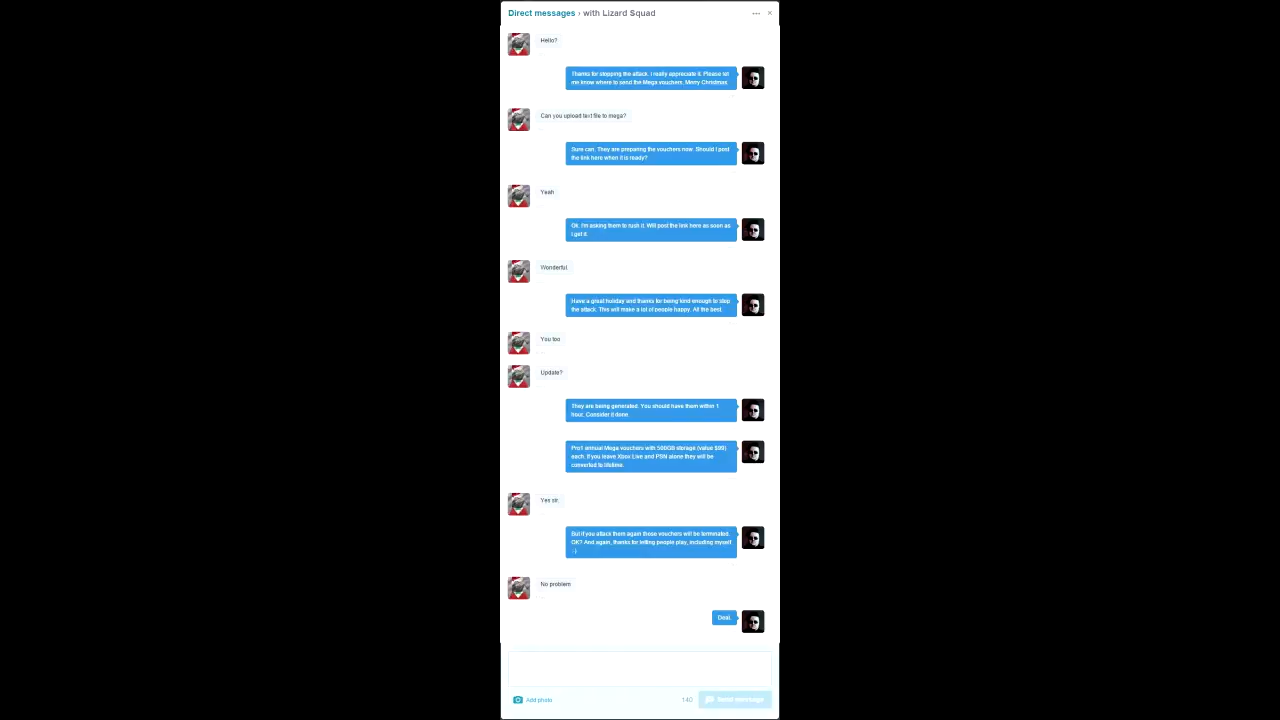 Direct messages › with Lizard Squad
Hello?
Thanks for stopping the attack. I really appreciate it. Please let
me know where to send the Mega vouchers. Merry Christmas.
Can you upload text file to mega?
Sure can. They are preparing the vouchers now. Should I post
the link here when it is ready?
Yeah
Ok. I'm asking them to rush it. Will post the link here as soon as
I get it.
Wonderful.
Have a great holiday and thanks for being kind enough to stop
the attack. This will make a lot of people happy. All the best.
You too
Update?
They are being generated. You should have them within 1
hour. Consider it done.
Pro1 annual Mega vouchers with 500GB storage (value $99)
each. If you leave Xbox Live and PSN alone they will be
converted to lifetime.
Yes sir.
But if you attack them again those vouchers will be terminated.
OK? And again, thanks for letting people play, including myself
:-)
No problem
Deal.
Add photo
140
Send message